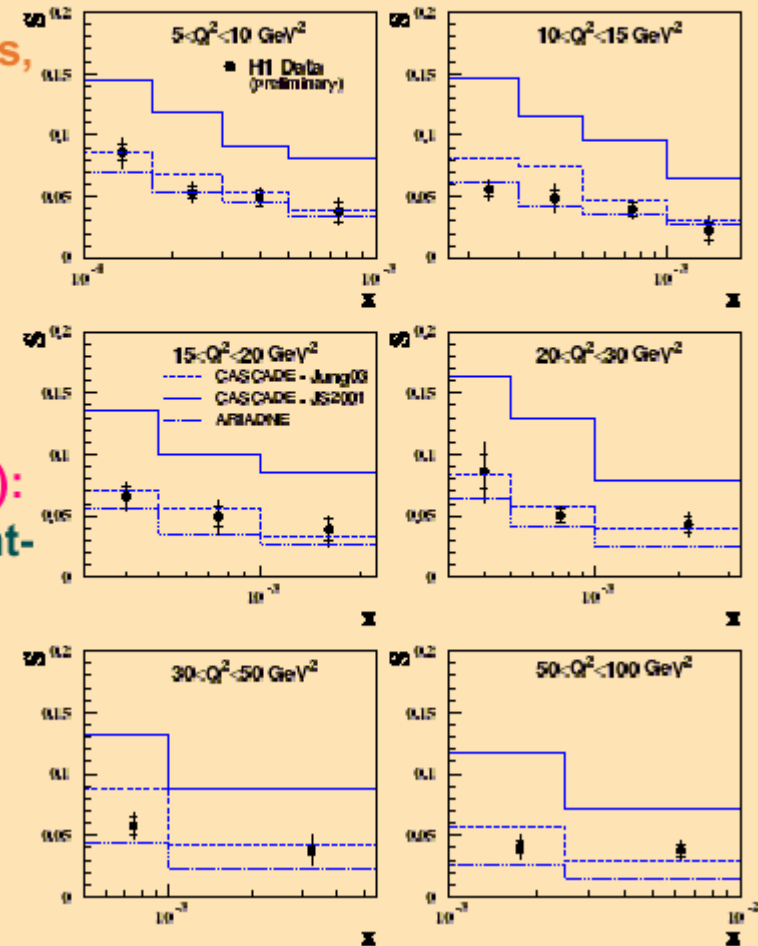 s,
):
nt-
S 0.2 0.15 0.1 0.05 0
5<Q²<10 GeV²
H1 Data
(preliminary)
10⁻⁴ 10⁻³
x
S 0.2 0.15 0.1 0.05 0
10<Q²<15 GeV²
10⁻³
x
S 0.2 0.15 0.1 0.05 0
15<Q²<20 GeV²
CASCADE - Jung03
CASCADE - JS2001
ARIADNE
10⁻³
x
S 0.2 0.15 0.1 0.05 0
20<Q²<30 GeV²
10⁻³
x
S 0.2 0.15 0.1 0.05 0
30<Q²<50 GeV²
10⁻³
x
S 0.2 0.15 0.1 0.05 0
50<Q²<100 GeV²
10⁻³ 10⁻²
x